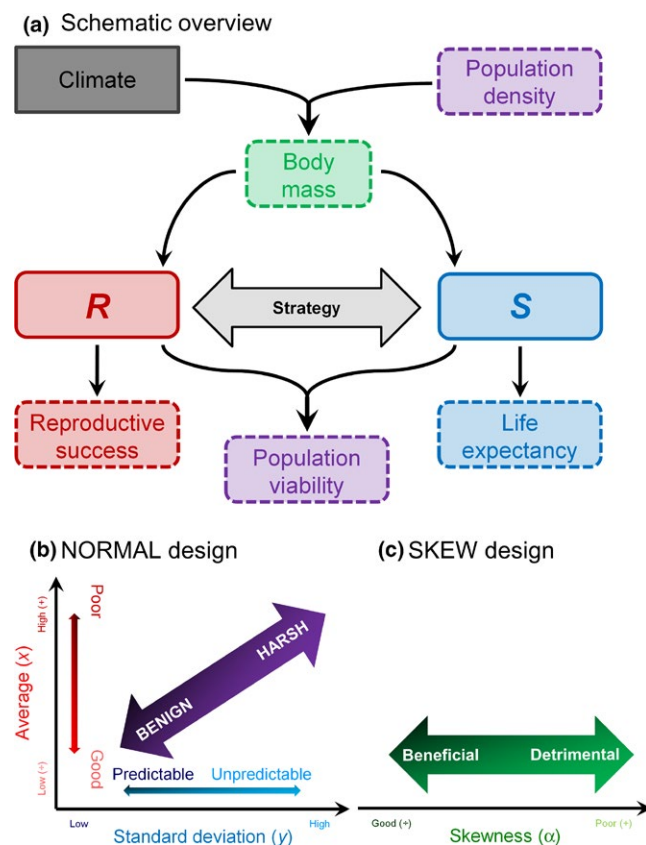 (a) Schematic overview
Climate
Population
density
Body
mass
R
Strategy
S
Reproductive
success
Population
viability
Life
expectancy
(b) NORMAL design
High (+)
Poor
Average (x)
HARSH
BENIGN
Low (÷)
Good
Predictable
Unpredictable
Low
High
Standard deviation (y)
(c) SKEW design
Beneficial
Detrimental
Good (÷)
Poor (+)
Skewness (α)